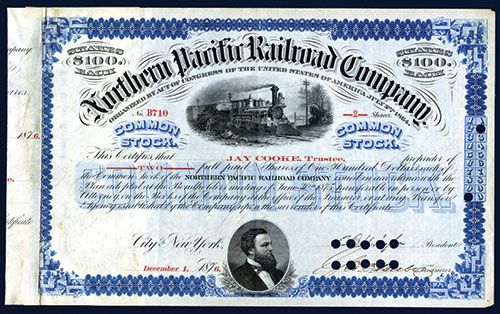 SHARES $100. EACH
SHARES $100. EACH
Northern Pacific Railroad Company.
ORGANIZED BY ACT OF CONGRESS OF THE UNITED STATES OF AMERICA, JULY 2nd 1864.
No. B710
2 Shares.
COMMON STOCK.
COMMON STOCK.
This Certifies that JAY COOKE, Trustee, proprietor of
TWO full paid Shares of One Hundred Dollars each of
the Common Stock of the NORTHERN PACIFIC RAILROAD COMPANY issued in accordance with the
Plan adopted at the Bondholders meeting of June 30th 1875 transferable in person or by
Attorney on the Books of the Company at the office of the Treasurer or at any Transfer
Agency established by the Company upon the surrender of this Certificate.
City of New York,
December 1, 1876,
President
Treasurer
Company.
1876.